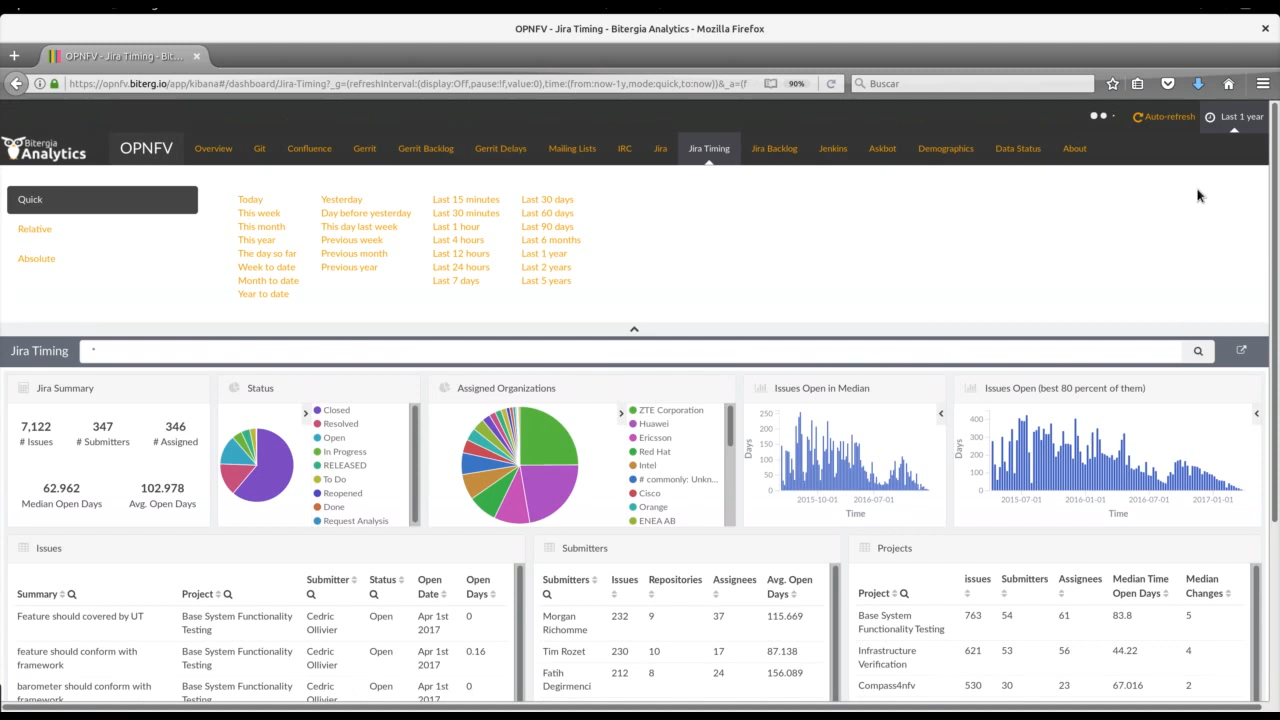 OPNFV - Jira Timing - Bitergia Analytics - Mozilla Firefox
OPNFV - Jira Timing - Bit...
https://opnfv.biterg.io/app/kibana#/dashboard/Jira-Timing?_g=(refreshInterval:(display:Off,pause:!f,value:0),time:(from:now-1y,mode:quick,to:now))&_a=(f
90%
Buscar
Auto-refresh
Last 1 year
Bitergia
Analytics
OPNFV
Overview Git Confluence Gerrit Gerrit Backlog Gerrit Delays Mailing Lists IRC Jira Jira Timing Jira Backlog Jenkins Askbot Demographics Data Status About
Quick
Relative
Absolute
Today
This week
This month
This year
The day so far
Week to date
Month to date
Year to date
Yesterday
Day before yesterday
This day last week
Previous week
Previous month
Previous year
Last 15 minutes
Last 30 minutes
Last 1 hour
Last 4 hours
Last 12 hours
Last 24 hours
Last 7 days
Last 30 days
Last 60 days
Last 90 days
Last 6 months
Last 1 year
Last 2 years
Last 5 years
Jira Timing *
Jira Summary
7,122 347 346
# Issues # Submitters # Assigned
62.962 102.978
Median Open Days Avg. Open Days
Status
Closed
Resolved
Open
In Progress
RELEASED
To Do
Reopened
Done
Request Analysis
Assigned Organizations
ZTE Corporation
Huawei
Ericsson
Red Hat
Intel
# commonly: Unkn...
Cisco
Orange
ENEA AB
Issues Open in Median
250
200
150
100
50
0
Days
2015-10-01 2016-07-01
Time
Issues Open (best 80 percent of them)
400
300
200
100
0
Days
2015-07-01 2016-01-01 2016-07-01 2017-01-01
Time
Issues
Summary Project Submitter Status Open Date Open Days
Feature should covered by UT Base System Functionality Testing Cedric Ollivier Open Apr 1st 2017 0
feature should conform with framework Base System Functionality Testing Cedric Ollivier Open Apr 1st 2017 0.16
barometer should conform with framework Base System Functionality Testing Cedric Ollivier Open Apr 1st 2017 0
Submitters
Submitters Issues Repositories Assignees Avg. Open Days
Morgan Richomme 232 9 37 115.669
Tim Rozet 230 10 17 87.138
Fatih Degirmenci 212 8 24 156.089
Projects
Project issues Submitters Assignees Median Time Open Days Median Changes
Base System Functionality Testing 763 54 61 83.8 5
Infrastructure Verification 621 53 56 44.22 4
Compass4nfv 530 30 23 67.016 2